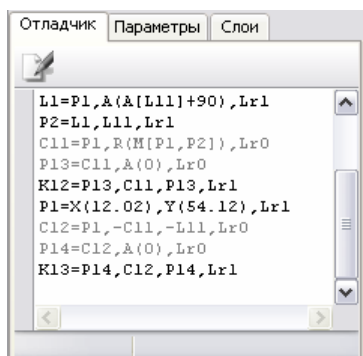 Отладчик Параметры Слои
L1=P1,A(A[L11]+90),Lr1
P2=L1,L11,Lr1
C11=P1,R(M[P1,P2]),Lr0
P13=C11,A(0),Lr0
K12=P13,C11,P13,Lr1
P1=X(12.02),Y(54.12),Lr1
C12=P1,-C11,-L11,Lr0
P14=C12,A(0),Lr0
K13=P14,C12,P14,Lr1